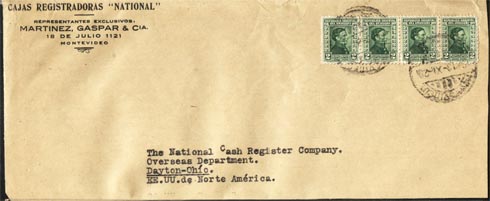 CAJAS REGISTRADORAS "NATIONAL"
REPRESENTANTES EXCLUSIVOS:
MARTINEZ, GASPAR & CIA.
18 DE JULIO 1121
MONTEVIDEO
The National Cash Register Company.
Overseas Department.
Dayton-Ohio.
EE.UU.de Norte América.